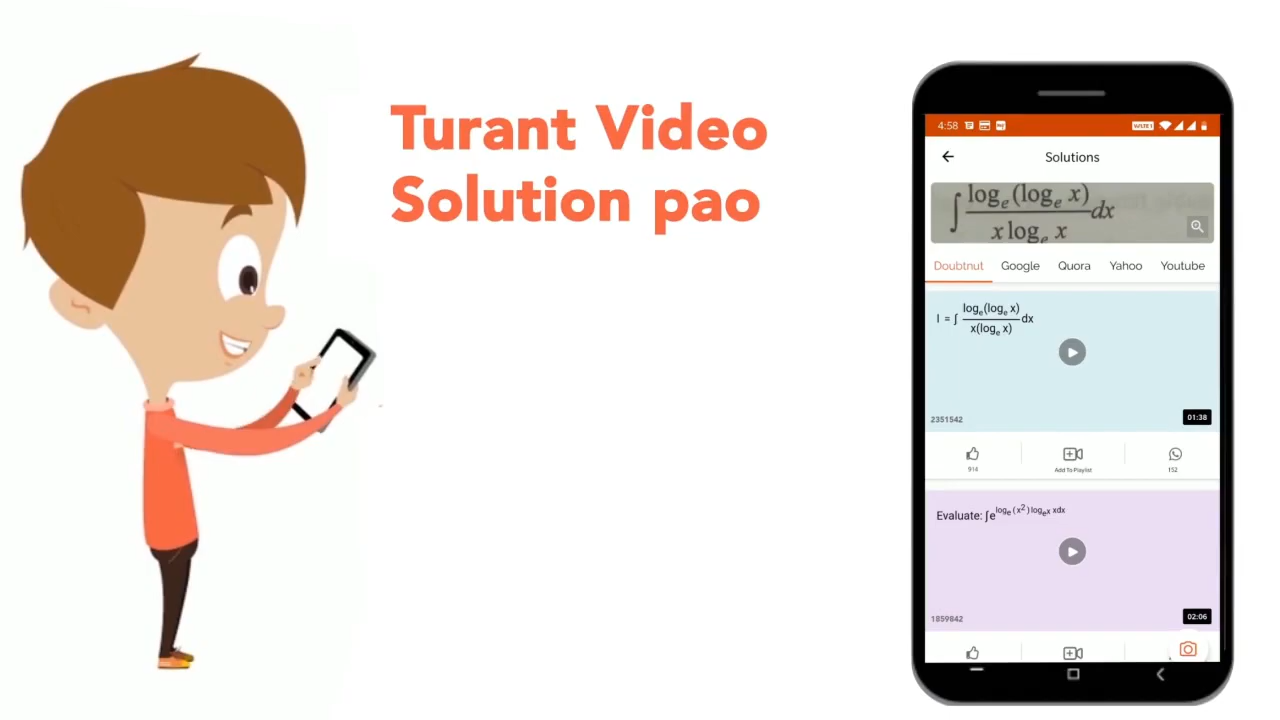 Turant Video
Solution pao
4:58
Solutions
∫ logₑ(logₑ x) / x logₑ x dx
Doubtnut Google Quora Yahoo Youtube
I = ∫ logₑ(logₑ x) / x(logₑ x) dx
2351542 01:38
914 Add To Playlist 152
Evaluate: ∫e^logₑ(x²)logₑx xdx
1859842 02:06